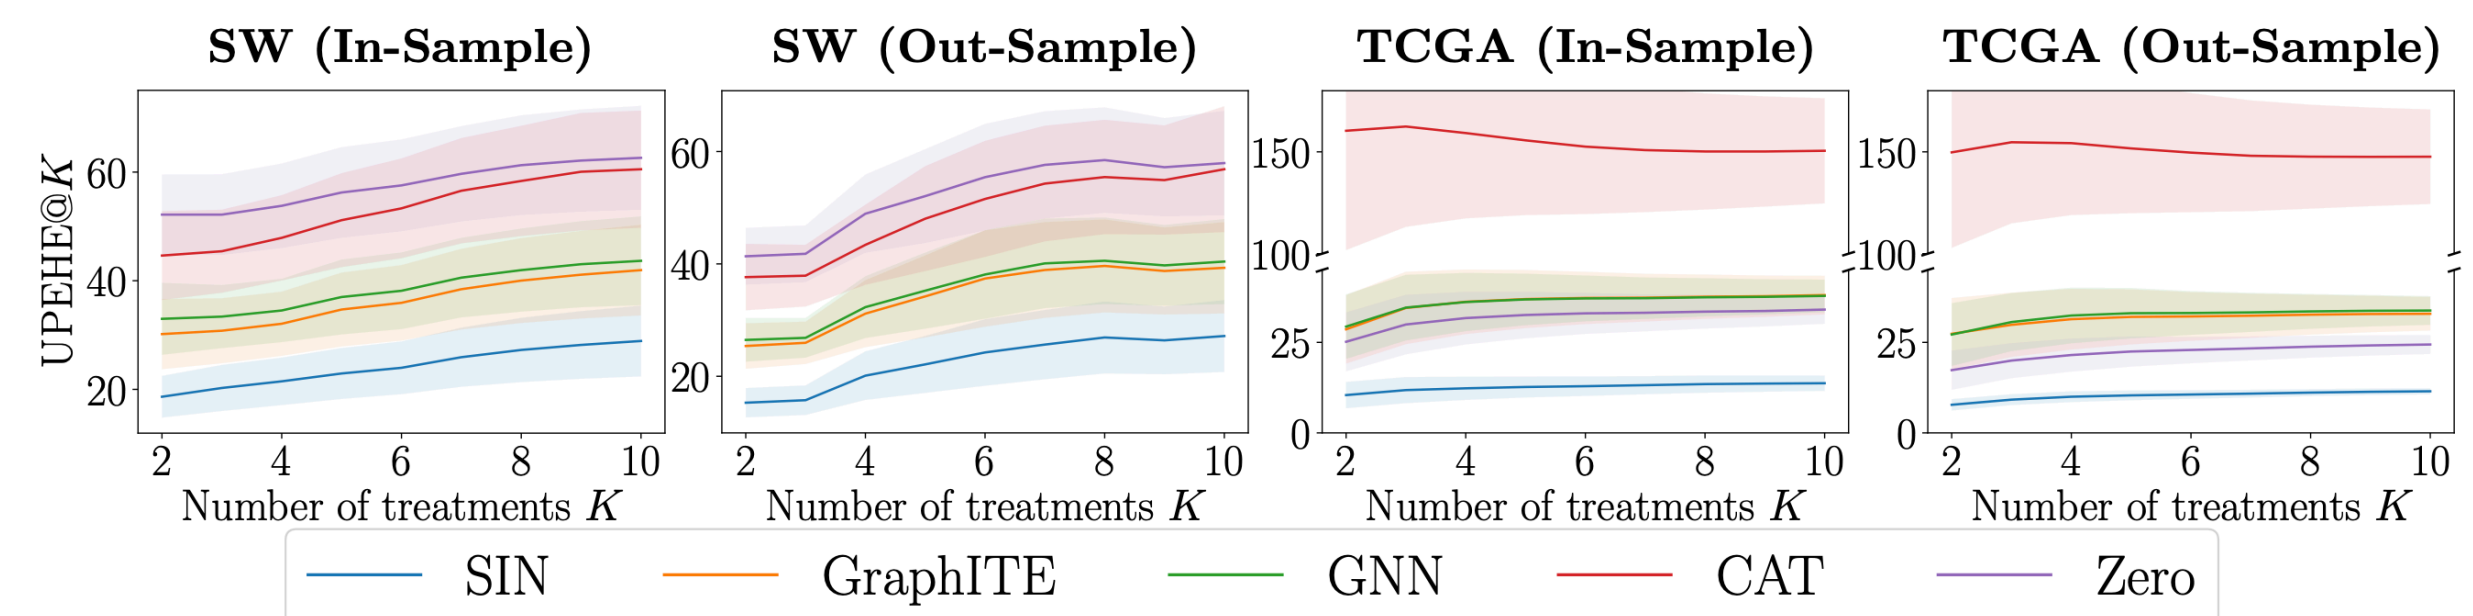 SW (In-Sample)
SW (Out-Sample)
TCGA (In-Sample)
TCGA (Out-Sample)
UPEHE@K
60
40
20
2 4 6 8 10
Number of treatments K
60
40
20
2 4 6 8 10
Number of treatments K
150
100
25
0
2 4 6 8 10
Number of treatments K
150
100
25
0
2 4 6 8 10
Number of treatments K
SIN GraphITE GNN CAT Zero